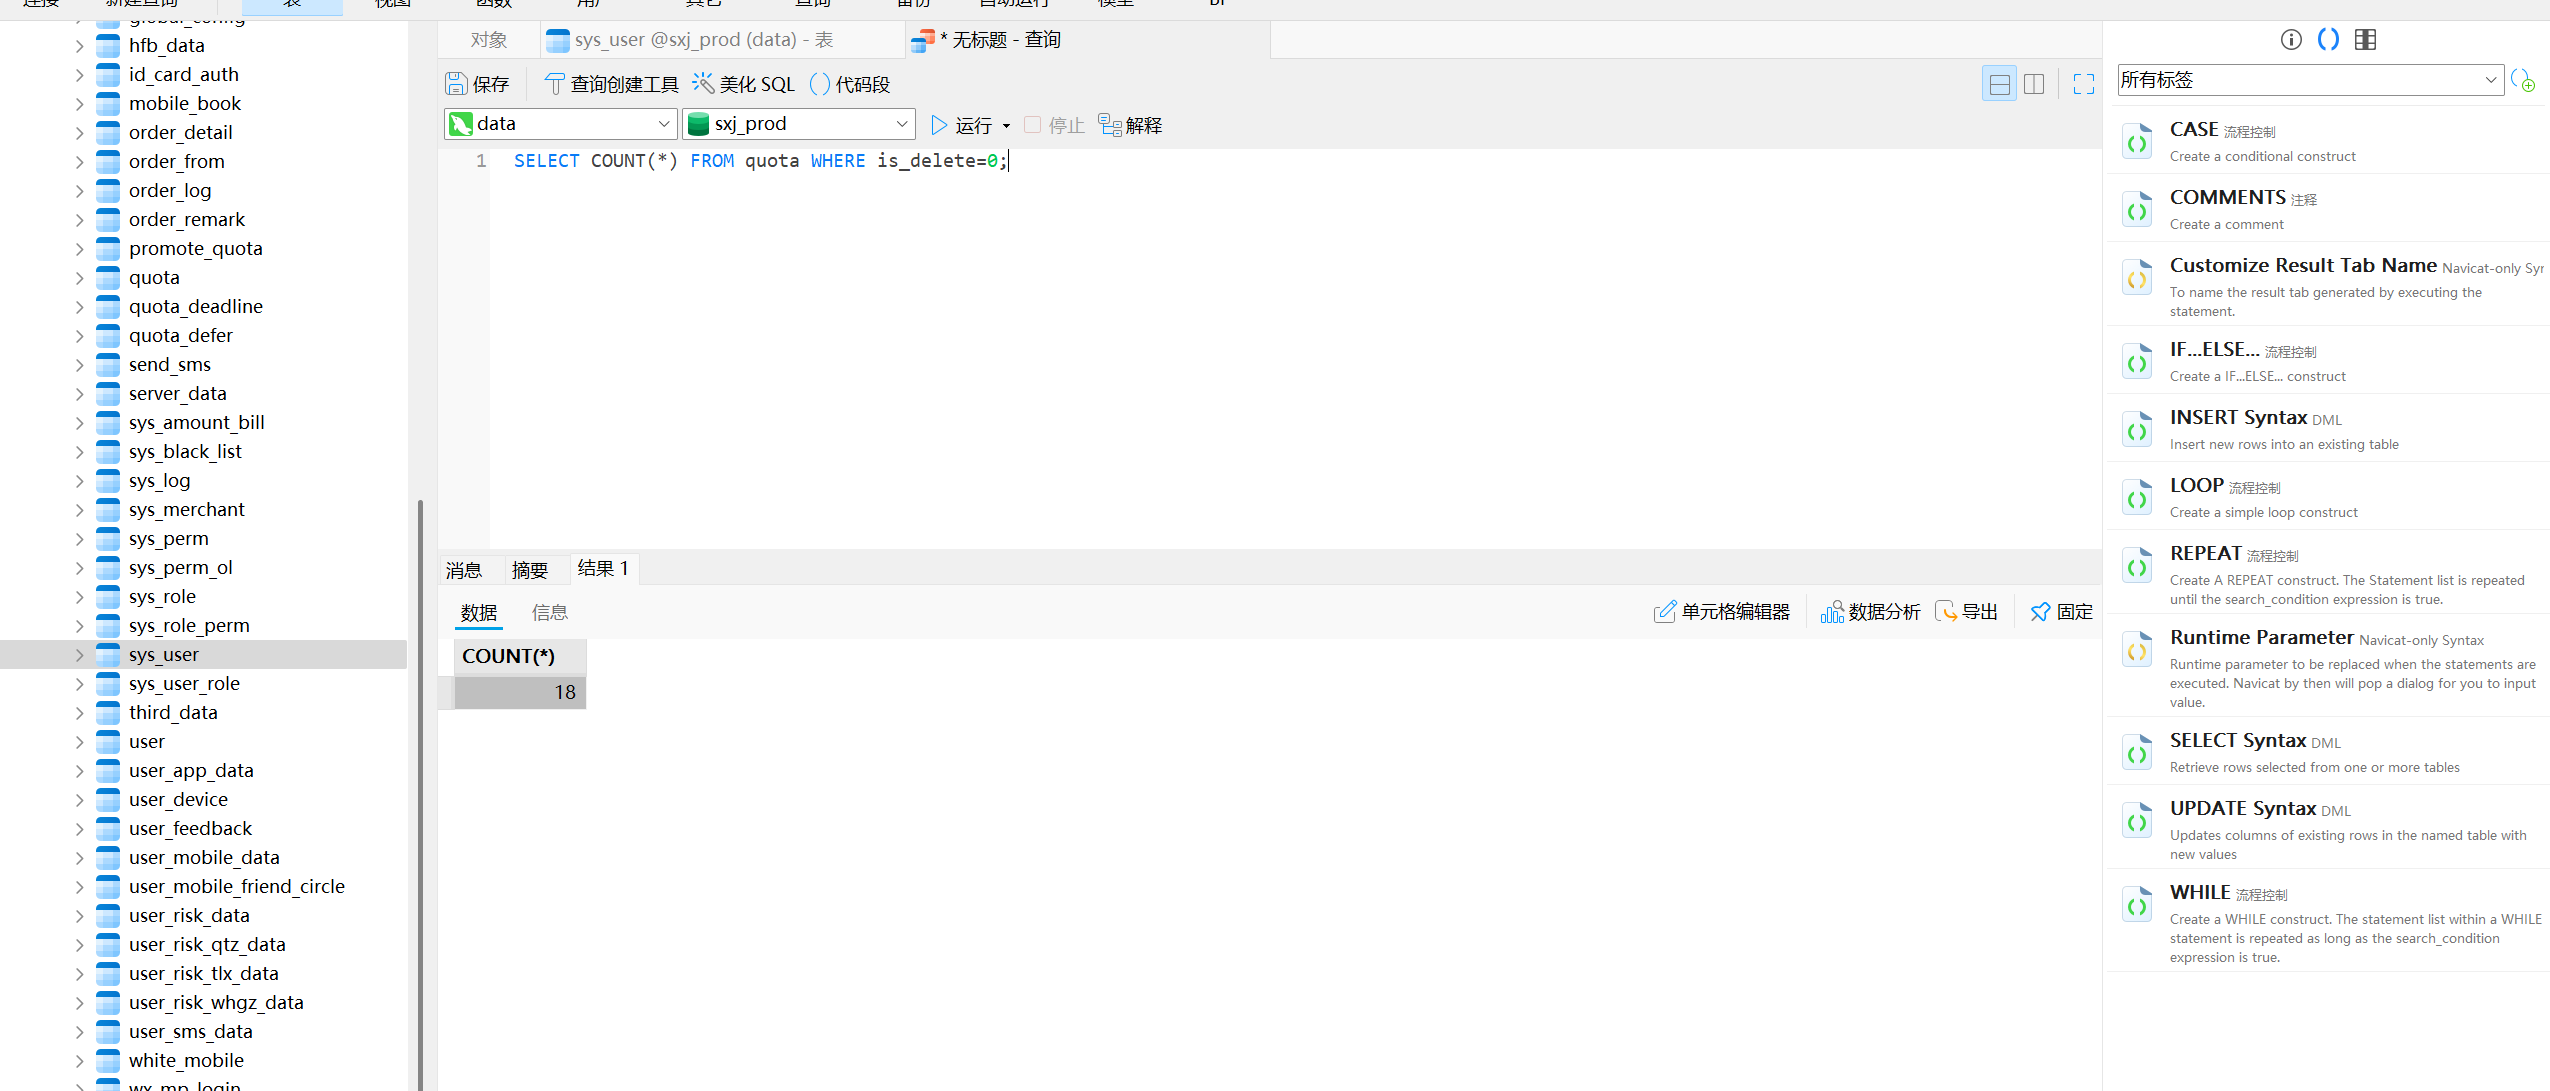 连接 新建查询 表 视图 函数 用户 其它 查询 备份 自动运行 模型 BI
global_config
hfb_data
id_card_auth
mobile_book
order_detail
order_from
order_log
order_remark
promote_quota
quota
quota_deadline
quota_defer
send_sms
server_data
sys_amount_bill
sys_black_list
sys_log
sys_merchant
sys_perm
sys_perm_ol
sys_role
sys_role_perm
sys_user
sys_user_role
third_data
user
user_app_data
user_device
user_feedback
user_mobile_data
user_mobile_friend_circle
user_risk_data
user_risk_qtz_data
user_risk_tlx_data
user_risk_whgz_data
user_sms_data
white_mobile
wx_mp_login
对象 sys_user @sxj_prod (data) - 表 * 无标题 - 查询
保存 查询创建工具 美化 SQL 代码段
data sxj_prod 运行 停止 解释
1 SELECT COUNT(*) FROM quota WHERE is_delete=0;
消息 摘要 结果 1
数据 信息 单元格编辑器 数据分析 导出 固定
COUNT(*)
18
所有标签
CASE 流程控制
Create a conditional construct
COMMENTS 注释
Create a comment
Customize Result Tab Name Navicat-only Syn
To name the result tab generated by executing the
statement.
IF...ELSE... 流程控制
Create a IF...ELSE... construct
INSERT Syntax DML
Insert new rows into an existing table
LOOP 流程控制
Create a simple loop construct
REPEAT 流程控制
Create A REPEAT construct. The Statement list is repeated
until the search_condition expression is true.
Runtime Parameter Navicat-only Syntax
Runtime parameter to be replaced when the statements are
executed. Navicat by then will pop a dialog for you to input
value.
SELECT Syntax DML
Retrieve rows selected from one or more tables
UPDATE Syntax DML
Updates columns of existing rows in the named table with
new values
WHILE 流程控制
Create a WHILE construct. The statement list within a WHILE
statement is repeated as long as the search_condition
expression is true.